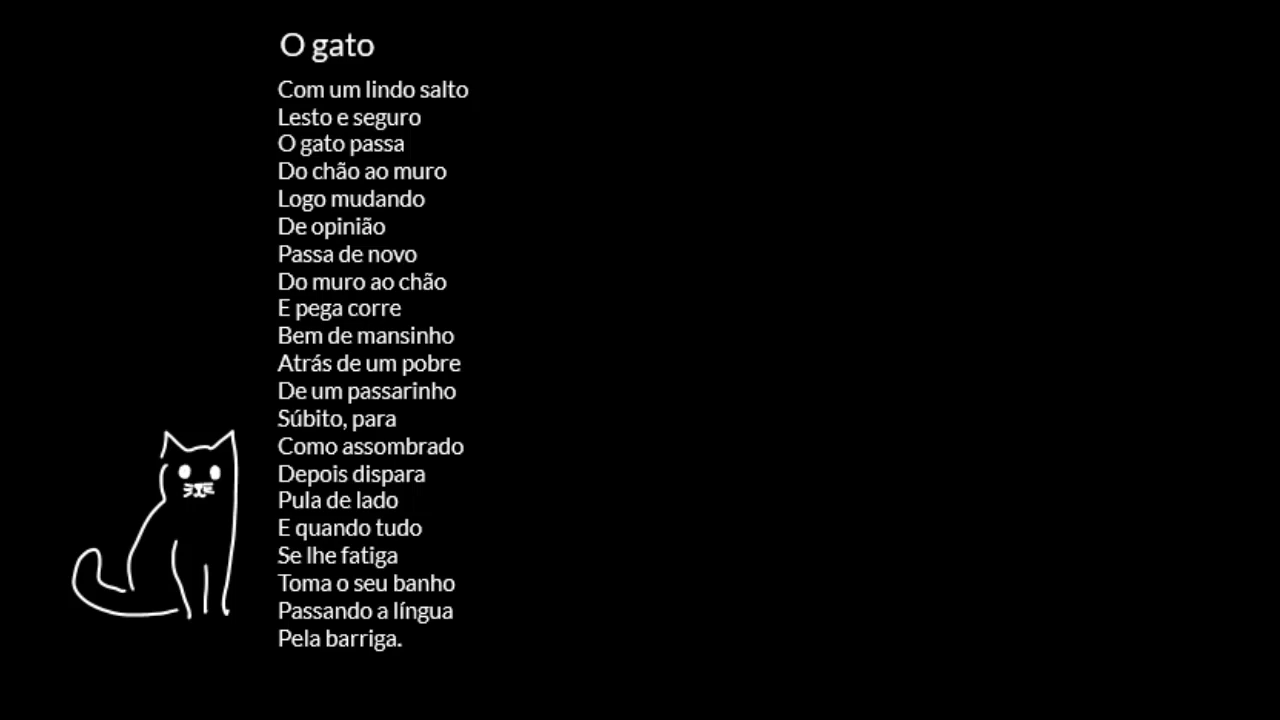 O gato
Com um lindo salto
Lesto e seguro
O gato passa
Do chão ao muro
Logo mudando
De opinião
Passa de novo
Do muro ao chão
E pega corre
Bem de mansinho
Atrás de um pobre
De um passarinho
Súbito, para
Como assombrado
Depois dispara
Pula de lado
E quando tudo
Se lhe fatiga
Toma o seu banho
Passando a língua
Pela barriga.